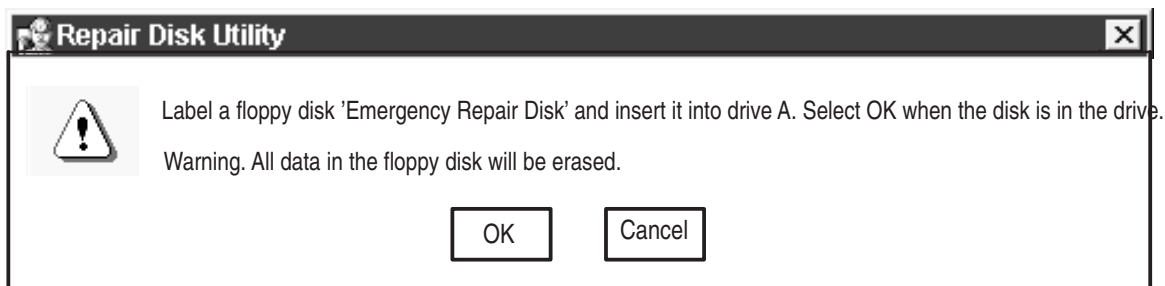 Repair Disk Utility
Label a floppy disk ’Emergency Repair Disk’ and insert it into drive A. Select OK when the disk is in the drive.
Warning. All data in the floppy disk will be erased.
OK Cancel